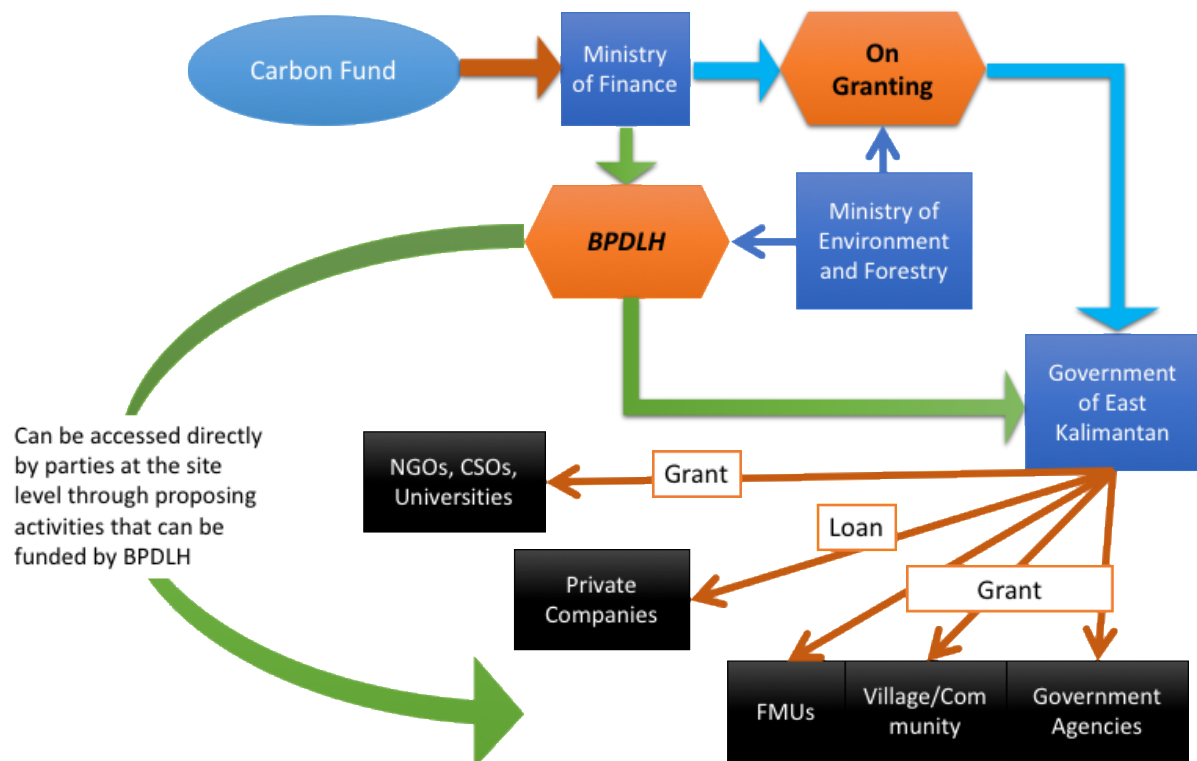 Carbon Fund
Ministry
of Finance
On
Granting
BPDLH
Ministry of
Environment
and Forestry
Government
of East
Kalimantan
Can be accessed directly
by parties at the site
level through proposing
activities that can be
funded by BPDLH
NGOs, CSOs,
Universities
Grant
Loan
Private
Companies
Grant
FMUs
Village/Com
munity
Government
Agencies